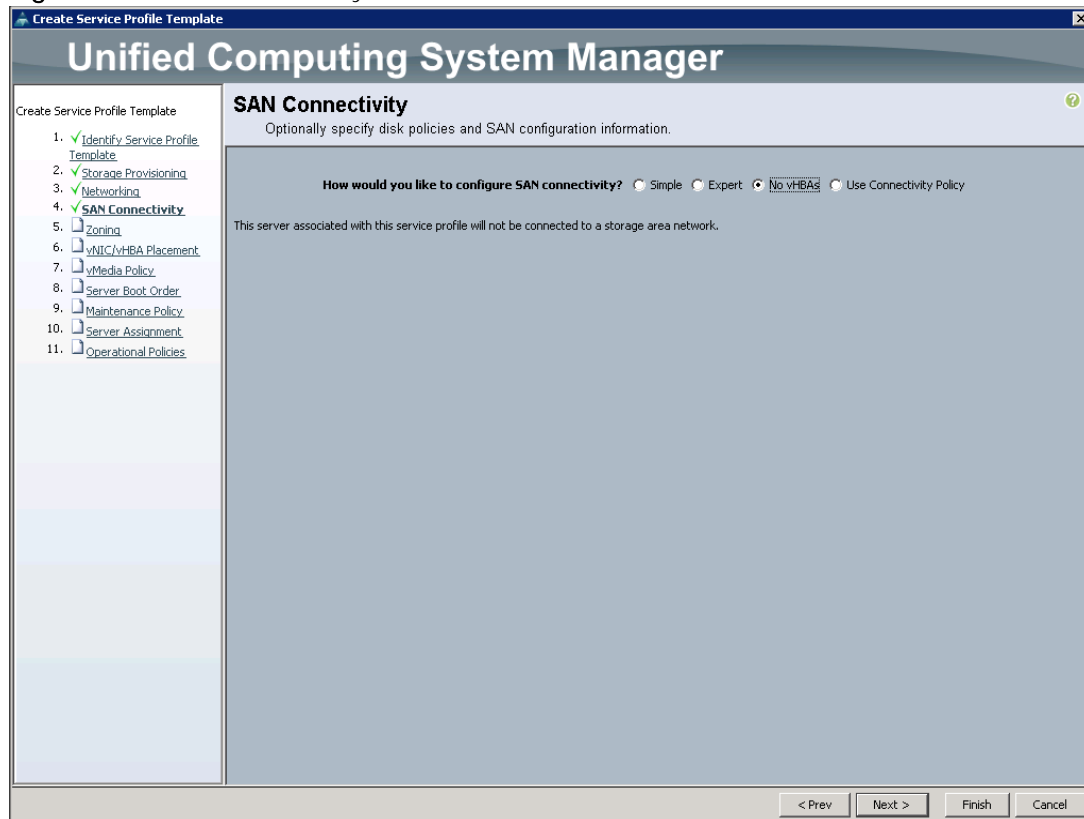 Create Service Profile Template
Unified Computing System Manager
Create Service Profile Template
1. Identify Service Profile
Template
2. Storage Provisioning
3. Networking
4. SAN Connectivity
5. Zoning
6. vNIC/vHBA Placement
7. vMedia Policy
8. Server Boot Order
9. Maintenance Policy
10. Server Assignment
11. Operational Policies
SAN Connectivity
Optionally specify disk policies and SAN configuration information.
How would you like to configure SAN connectivity? Simple Expert No vHBAs Use Connectivity Policy
This server associated with this service profile will not be connected to a storage area network.
< Prev Next > Finish Cancel